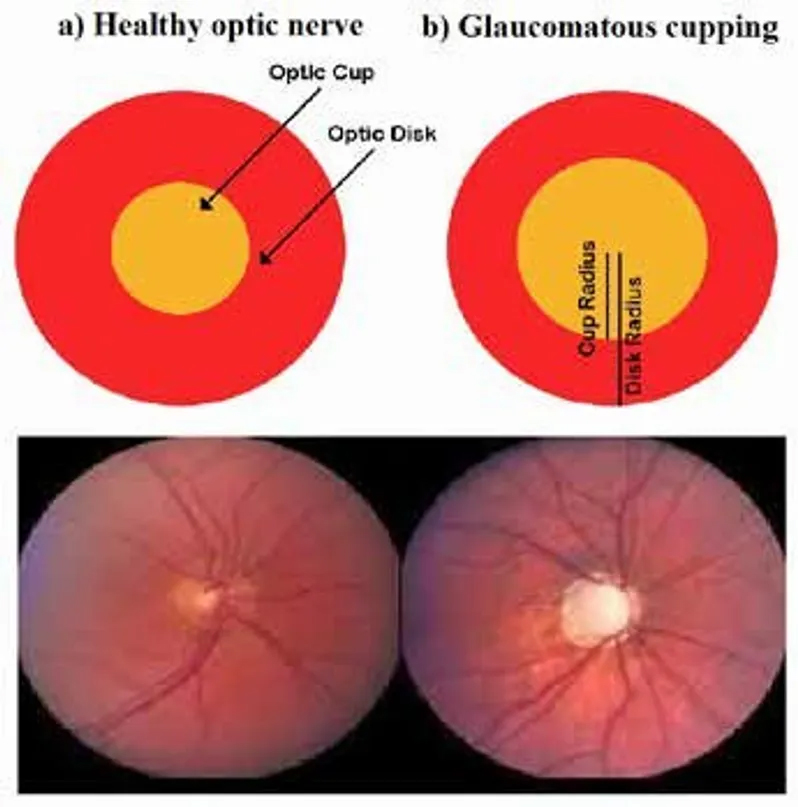 a) Healthy optic nerve
b) Glaucomatous cupping
Optic Cup
Optic Disk
Cup Radius
Disk Radius